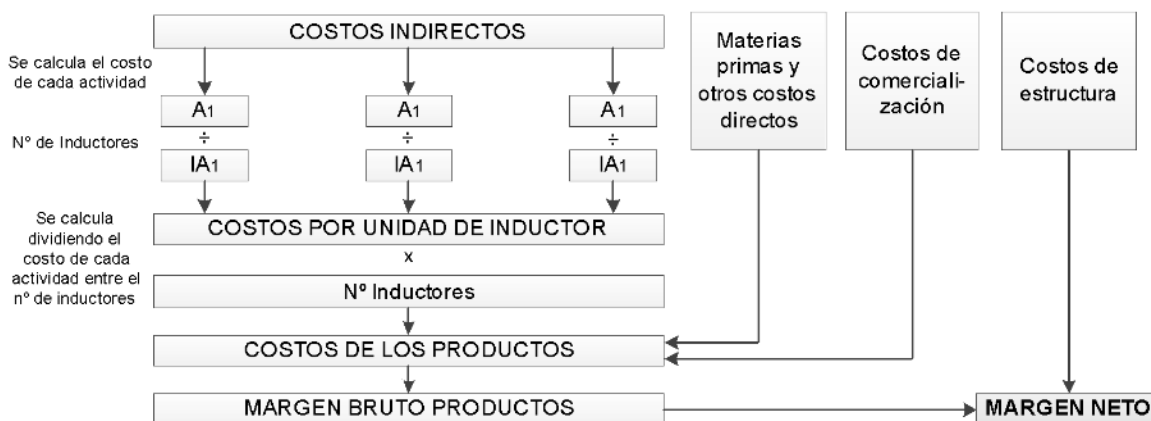 COSTOS INDIRECTOS
Se calcula el costo
de cada actividad
A1
A1
A1
÷
÷
÷
Nº de Inductores
IA1
IA1
IA1
COSTOS POR UNIDAD DE INDUCTOR
Se calcula
dividiendo el
costo de cada
actividad entre el
nº de inductores
x
Nº Inductores
COSTOS DE LOS PRODUCTOS
MARGEN BRUTO PRODUCTOS
Materias
primas y
otros costos
directos
Costos de
comerciali-
zación
Costos de
estructura
MARGEN NETO